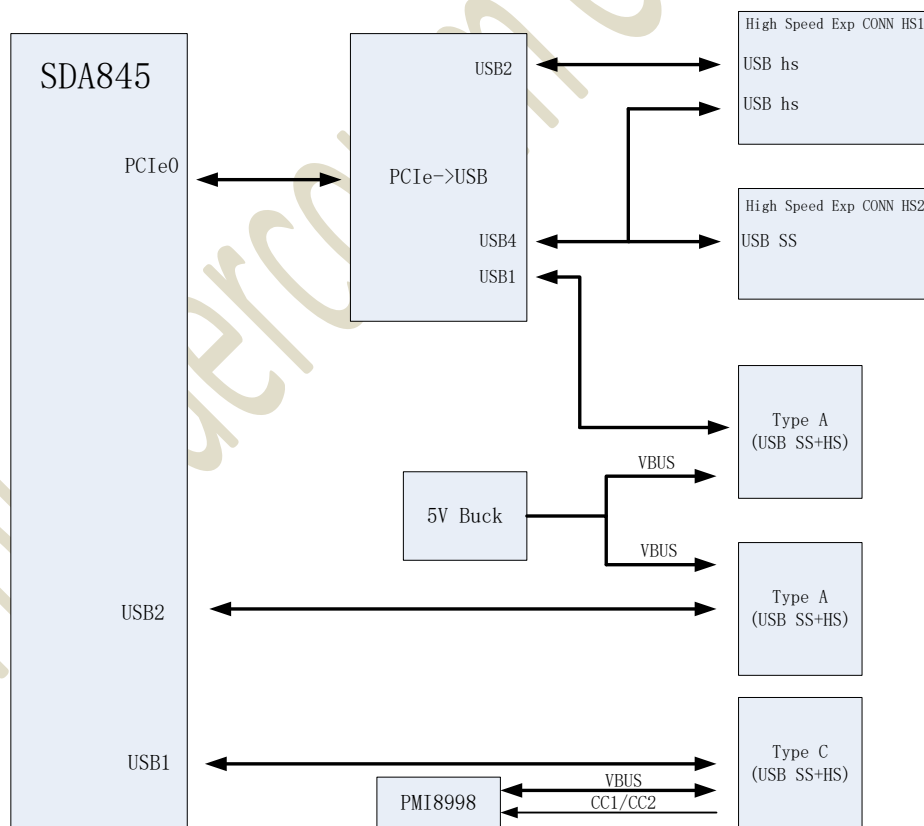 High Speed Exp CONN HS1
SDA845
USB2
USB hs
USB hs
PCIe0
PCIe->USB
High Speed Exp CONN HS2
USB4
USB SS
USB1
Type A
(USB SS+HS)
VBUS
5V Buck
VBUS
Type A
(USB SS+HS)
USB2
Type C
(USB SS+HS)
USB1
VBUS
PMI8998
CC1/CC2